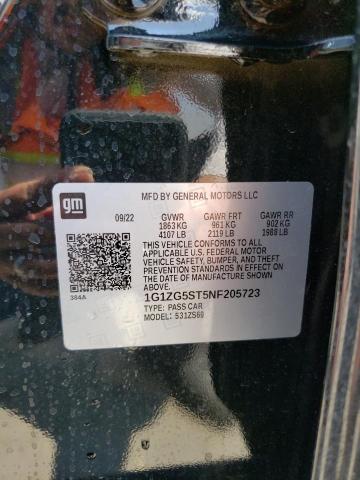 MFD BY GENERAL MOTORS LLC
gm
09/22 GVWR GAWR FRT GAWR RR
1863 KG 961 KG 902 KG
4107 LB 2119 LB 1988 LB
THIS VEHICLE CONFORMS TO ALL
APPLICABLE U.S. FEDERAL MOTOR
VEHICLE SAFETY, BUMPER, AND THEFT
PREVENTION STANDARDS IN EFFECT ON
THE DATE OF MANUFACTURE SHOWN
ABOVE.
384A
1G1ZG5ST5NF205723
TYPE: PASS CAR
MODEL: 531ZS69